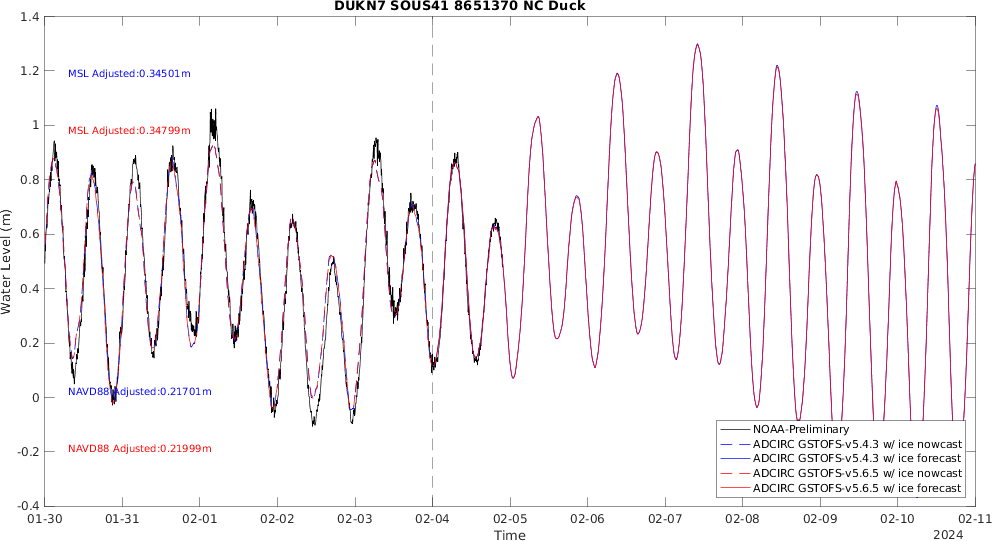 DUKN7 SOUS41 8651370 NC Duck
1.4
1.2
1
0.8
0.6
0.4
0.2
0
-0.2
-0.4
Water Level (m)
MSL Adjusted:0.34501m
MSL Adjusted:0.34799m
NAVD88 Adjusted:0.21701m
NAVD88 Adjusted:0.21999m
NOAA-Preliminary
ADCIRC GSTOFS-v5.4.3 w/ ice nowcast
ADCIRC GSTOFS-v5.4.3 w/ ice forecast
ADCIRC GSTOFS-v5.6.5 w/ ice nowcast
ADCIRC GSTOFS-v5.6.5 w/ ice forecast
01-30 01-31 02-01 02-02 02-03 02-04 02-05 02-06 02-07 02-08 02-09 02-10 02-11
Time
2024